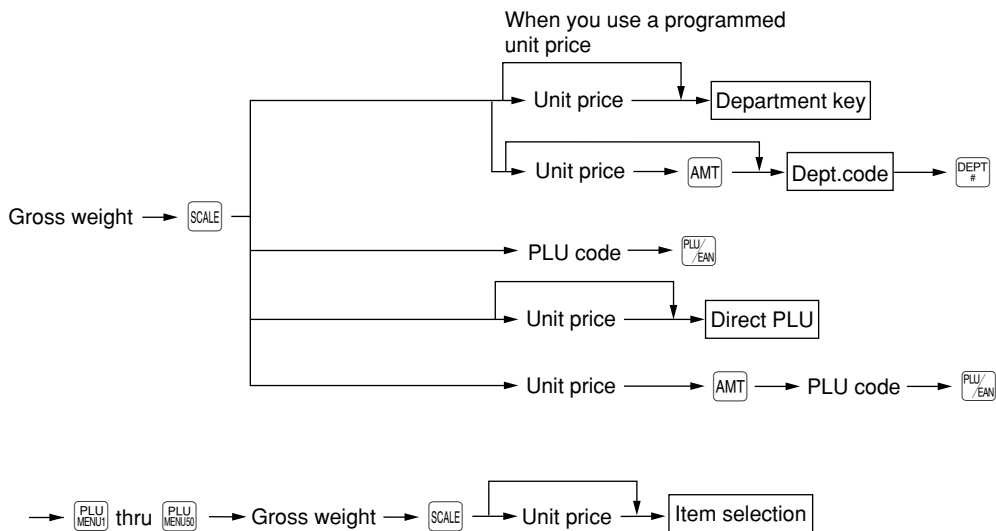 When you use a programmed
unit price
Unit price Department key
Unit price AMT Dept.code DEPT #
Gross weight SCALE
PLU code PLU/EAN
Unit price Direct PLU
Unit price AMT PLU code PLU/EAN
PLU MENU1 thru PLU MENU50 Gross weight SCALE Unit price Item selection